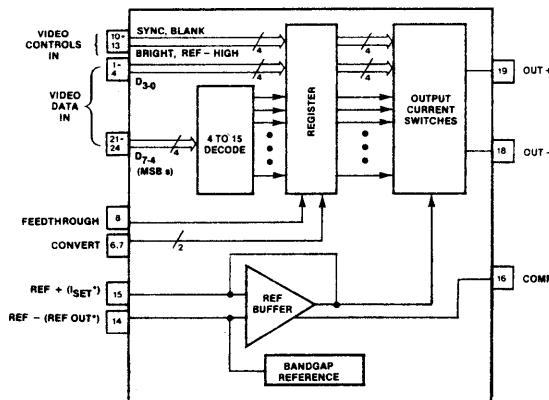 VIDEO CONTROLS IN
10-13
SYNC, BLANK
BRIGHT, REF-HIGH
4
4
4
4
VIDEO DATA IN
1-4
D3-0
21-24
D7-4
(MSB s)
4
4 TO 15 DECODE
REGISTER
OUTPUT CURRENT SWITCHES
19
OUT+
18
OUT-
FEEDTHROUGH
8
CONVERT
6,7
2
REF + (ISET*)
15
REF - (REF OUT*)
14
REF BUFFER
BANDGAP REFERENCE
16
COMP